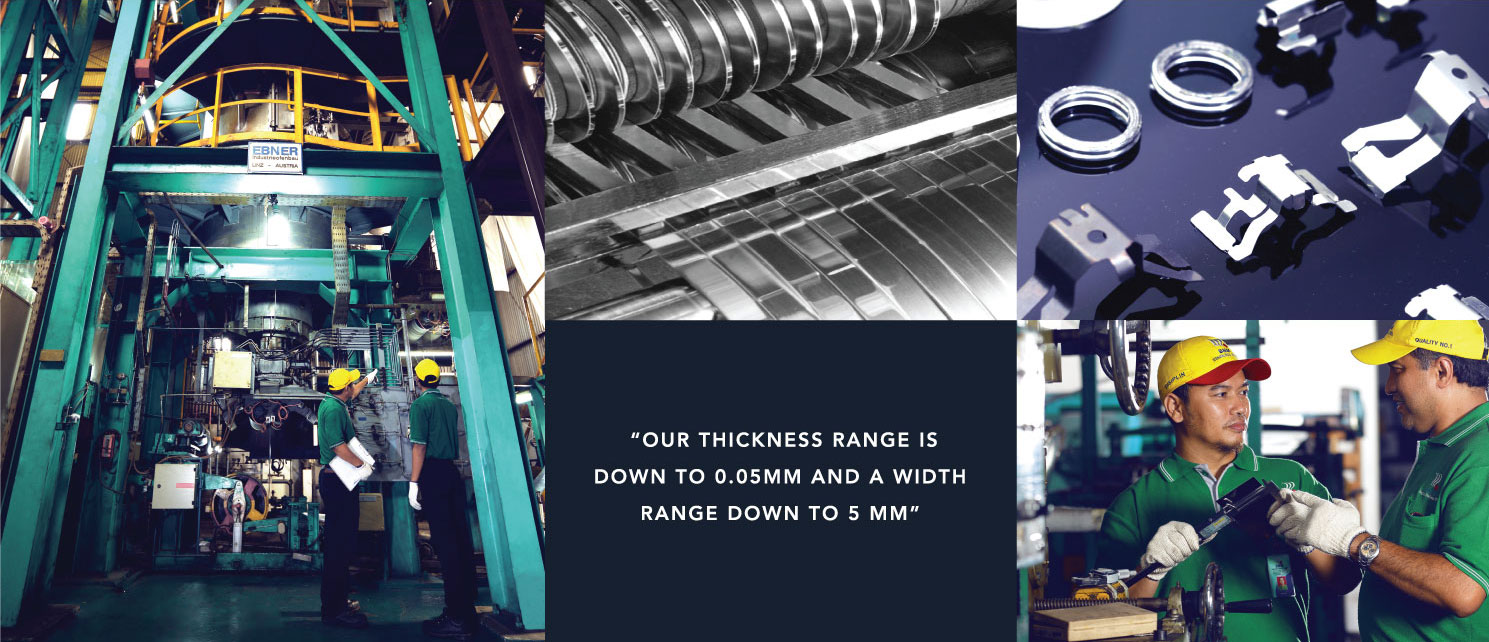 EBNER
Industrieofenbau
LINZ - AUSTRIA
“OUR THICKNESS RANGE IS
DOWN TO 0.05MM AND A WIDTH
RANGE DOWN TO 5 MM”
QUALITY NO.1